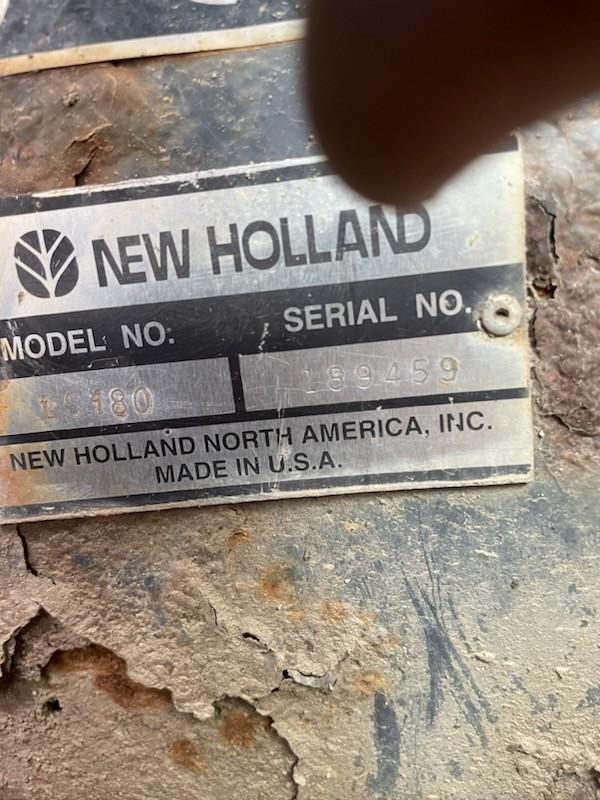 NEW HOLLAND
MODEL NO. SERIAL NO.
LS180 189459
NEW HOLLAND NORTH AMERICA, INC.
MADE IN U.S.A.